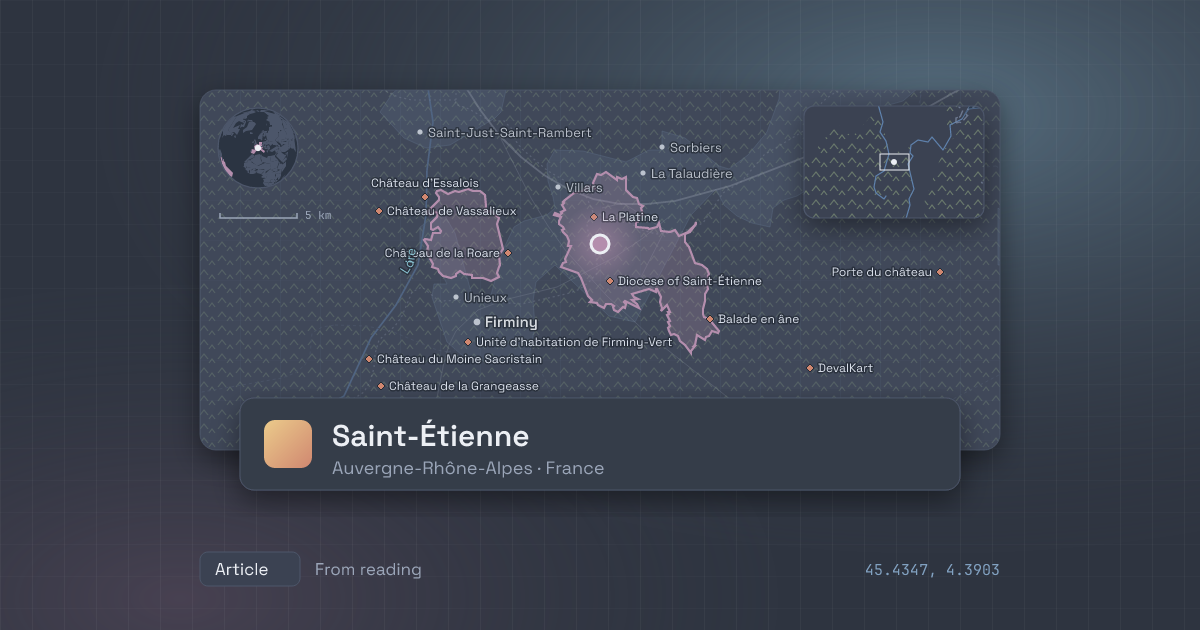 Saint-Just-Saint-Rambert
Sorbiers
La Talaudière
Château d'Essalois
Villars
Château de Vassalieux
5 km
La Platine
Château de la Roare
Loire
Porte du château
Diocese of Saint-Étienne
Unieux
Firminy
Balade en âne
Unité d'habitation de Firminy-Vert
Château du Moine Sacristain
DevalKart
Château de la Grangeasse
Saint-Étienne
Auvergne-Rhône-Alpes · France
Article
From reading
45.4347, 4.3903